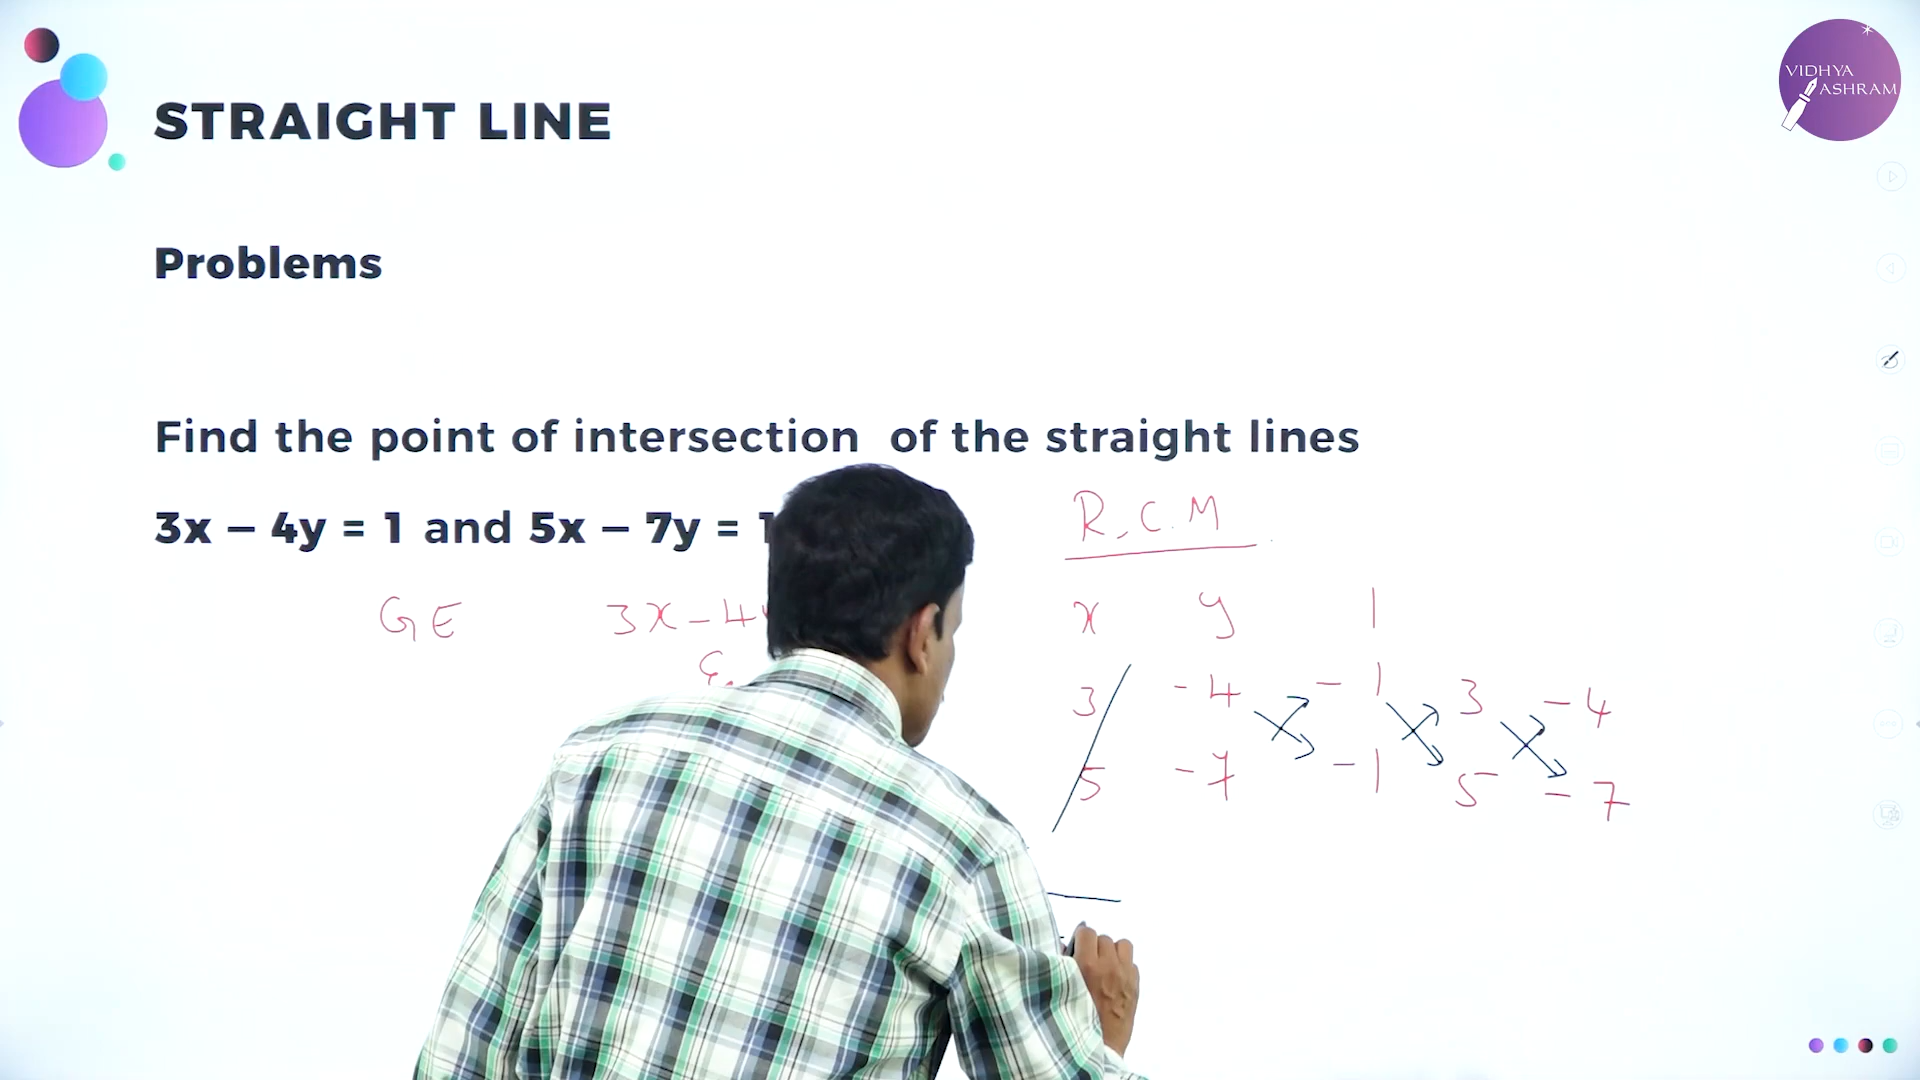 VIDHYA
ASHRAM
STRAIGHT LINE
Problems
Find the point of intersection of the straight lines
3x – 4y = 1 and 5x – 7y = 1
R.C.M
GE 3x - 4
x y 1
3 -4 -1 3 -4
5 -7 -1 5 -7